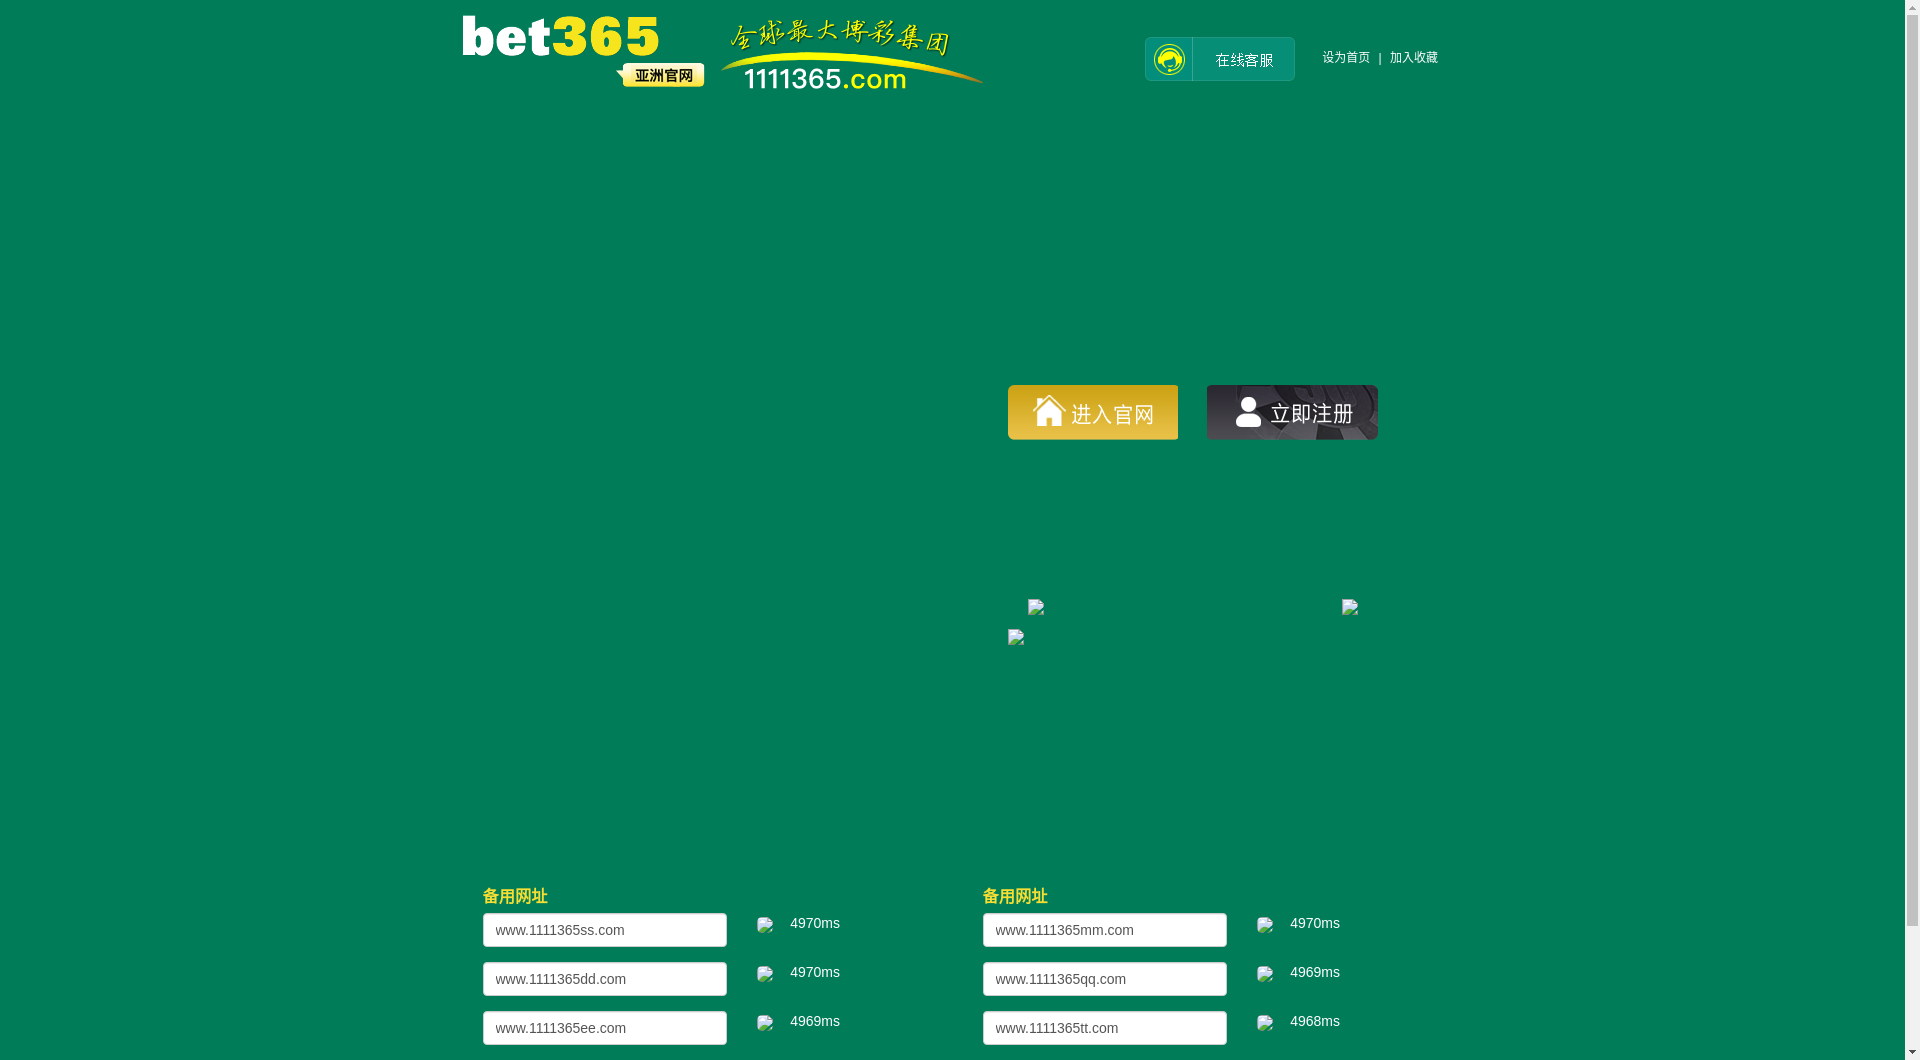 bet365
亚洲官网
全球最大博彩集团
1111365.com
在线客服
设为首页 | 加入收藏
进入官网
立即注册
备用网址
www.1111365ss.com 4970ms
www.1111365dd.com 4970ms
www.1111365ee.com 4969ms
备用网址
www.1111365mm.com 4970ms
www.1111365qq.com 4969ms
www.1111365tt.com 4968ms